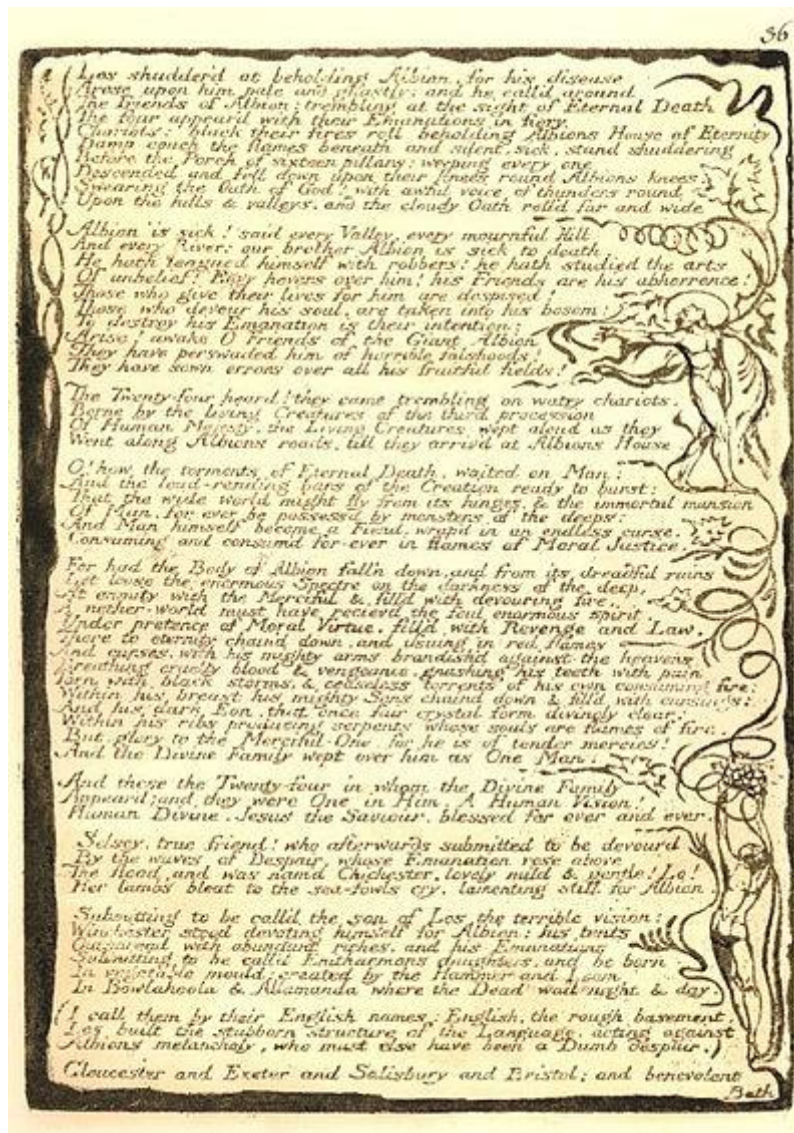 36
Los shudder'd at beholding Albion, for his disease
Arose upon him pale and ghastly: and he call'd around
The Friends of Albion: trembling at the sight of Eternal Death
The four appear'd with their Emanations in fiery
Chariots: black their fires roll beholding Albions House of Eternity
Damp couch the flames beneath and silent, sick, stand shuddering
Before the Porch of sixteen pillars: weeping every one
Descended and fell down upon their knees round Albions knees,
Swearing the Oath of God! with awful voice of thunders round
Upon the hills & valleys, and the cloudy Oath roll'd far and wide
Albion is sick! said every Valley, every mournful Hill
And every River: our brother Albion is sick to death.
He hath leagued himself with robbers: he hath studied the arts
Of unbelief! Envy hovers over him! his Friends are his abhorrence!
Those who give their lives for him are despised!
Those who devour his soul, are taken into his bosom:
To destroy his Emanation is their intention:
Arise! awake O Friends of the Giant Albion
They have perswaded him of horrible falshoods!
They have sown errors over all his fruitful fields!
The Twenty-four heard! they came trembling on watry chariots.
Borne by the living Creatures of the third procession
Of Human Majesty, the Living Creatures wept aloud as they
Went along Albions roads, till they arriv'd at Albions House
O! how the torments of Eternal Death, waited on Man:
And the loud-rending bars of the Creation ready to burst:
That the wide world might fly from its hinges, & the immortal mansion
Of Man, for ever be possess'd by monsters of the deeps:
And Man himself become a Fiend, wrap'd in an endless curse.
Consuming and consum'd for-ever in flames of Moral Justice.
For had the Body of Albion fall'n down, and from its dreadful ruins
Let loose the enormous Spectre on the darkness of the deep,
At enmity with the Merciful & fill'd with devouring fire,
A nether-world must have recievd the foul enormous spirit,
Under pretence of Moral Virtue, fill'd with Revenge and Law.
There to eternity chain'd down, and issuing in red flames
And curses, with his mighty arms brandish'd against the heavens
Breathing cruelty blood & vengeance, gnashing his teeth with pain
Torn with black storms, & ceaseless torrents of his own consuming fire:
Within his breast his mighty Sons chaind down & fill'd with cursings:
And his dark Eon, that once fair crystal form divinely clear:
Within his ribs producing serpents whose souls are flames of fire.
But, glory to the Merciful-One, for he is of tender mercies!
And the Divine Family wept over him as One Man.
And these the Twenty-four in whom the Divine Family
Appear'd; and they were One in Him, A Human Vision!
Human Divine, Jesus the Saviour, blessed for ever and ever.
Selsey, true friend! who afterwards submitted to be devourd
By the waves of Despair, whose Emanation rose above
The flood, and was nam'd Chichester, lovely mild & gentle! Lo!
Her lambs bleat to the sea-fowls cry, lamenting still for Albion.
Submitting to be call'd the son of Los the terrible vision:
Winchester stood devoting himself for Albion: his tents
Outspread with abundant riches, and his Emanations
Submitting to be call'd Enitharmons daughters, and be born
In vegetable mould: created by the Hammer and Loom
In Bowlahoola & Allamanda where the Dead wail night & day.
(I call them by their English names: English, the rough basement.
Los built the stubborn structure of the Language, acting against
Albions melancholy, who must else have been a Dumb despair.)
Gloucester and Exeter and Salisbury and Bristol: and benevolent
Bath